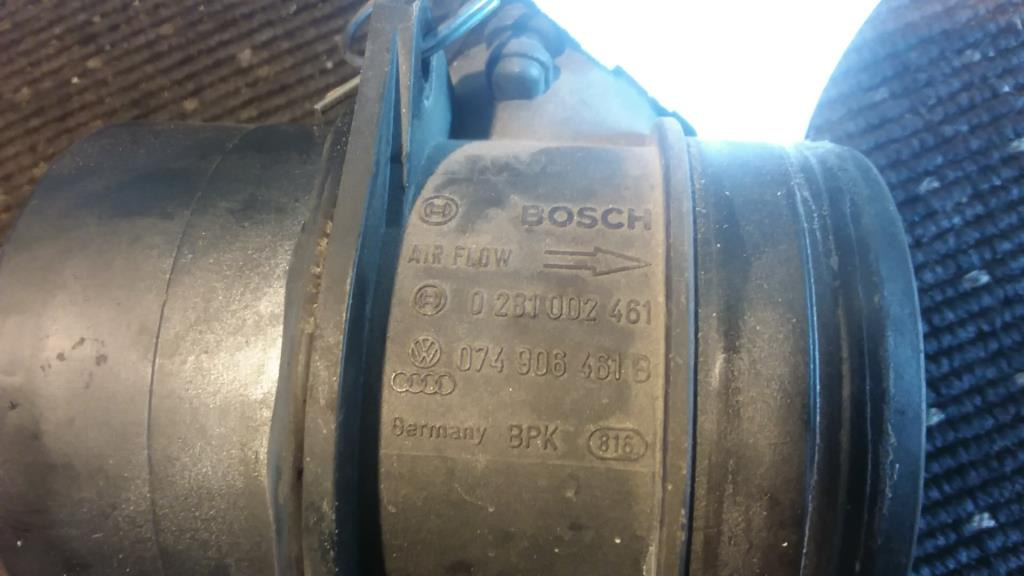 BOSCH
AIR FLOW
0 281 002 461
074 906 461 B
Germany BPK 816